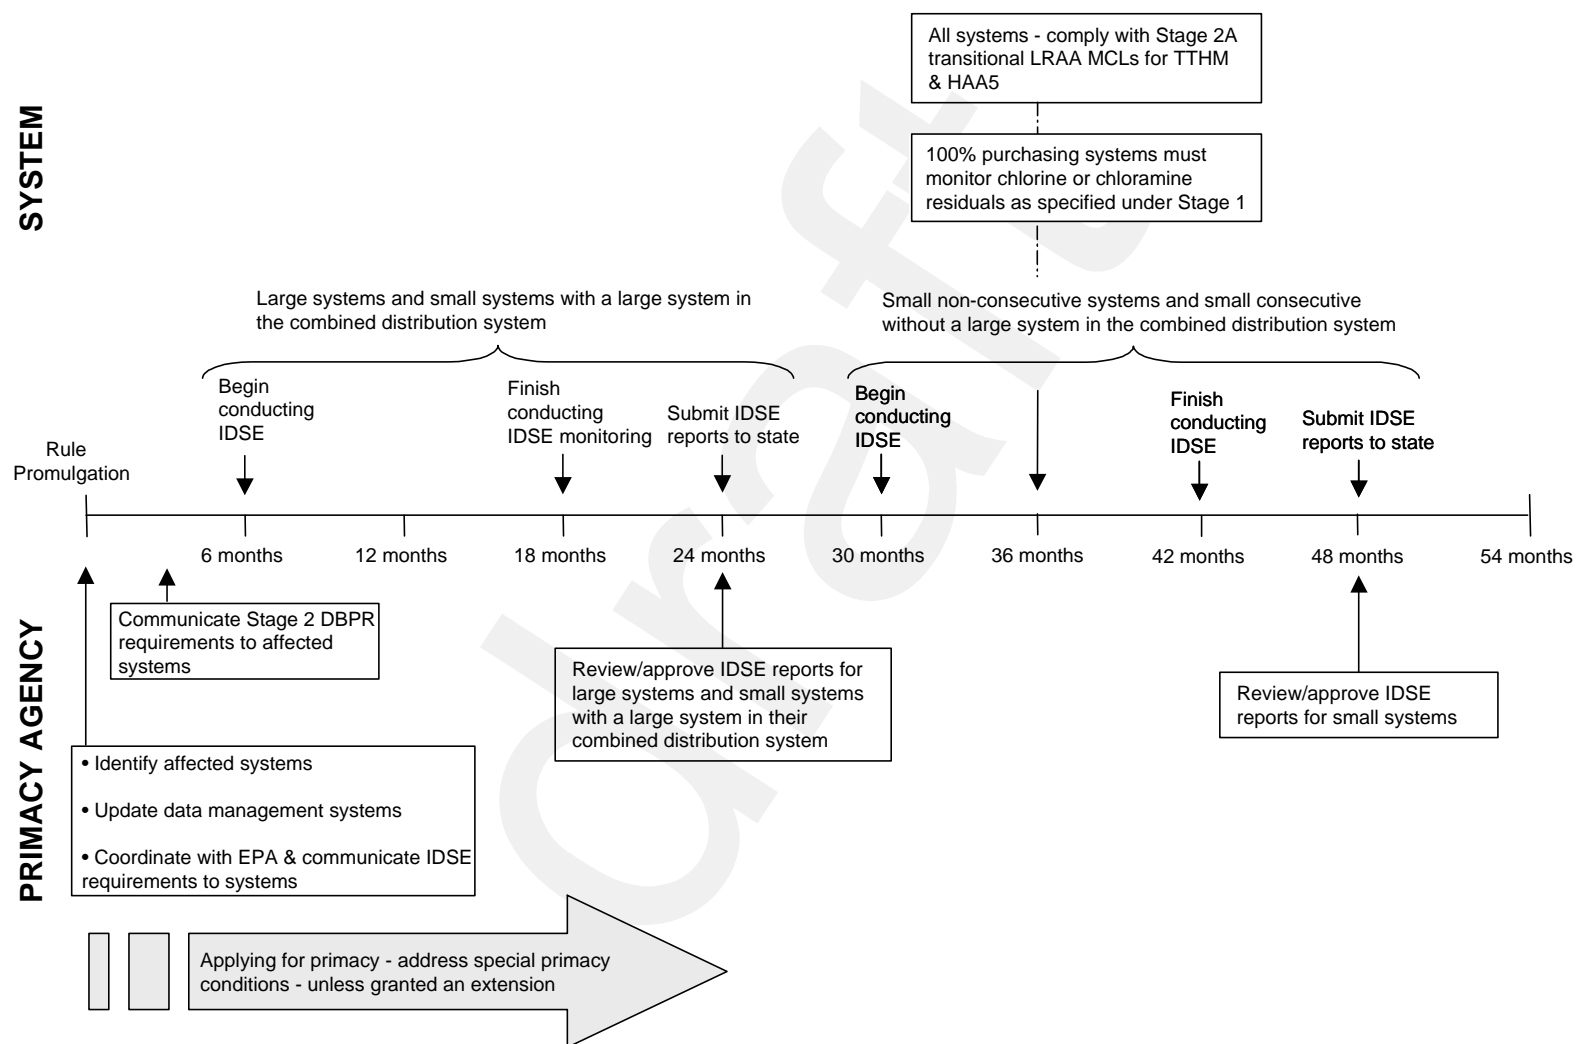 All systems - comply with Stage 2A
transitional LRAA MCLs for TTHM
& HAA5
SYSTEM
100% purchasing systems must
monitor chlorine or chloramine
residuals as specified under Stage 1
Large systems and small systems with a large system in
the combined distribution system
Small non-consecutive systems and small consecutive
without a large system in the combined distribution system
Begin
conducting
IDSE
Finish
conducting
IDSE monitoring
Submit IDSE
reports to state
Begin
conducting
IDSE
Finish
conducting
IDSE
Submit IDSE
reports to state
Rule
Promulgation
6 months
12 months
18 months
24 months
30 months
36 months
42 months
48 months
54 months
PRIMACY AGENCY
Communicate Stage 2 DBPR
requirements to affected
systems
Review/approve IDSE reports for
large systems and small systems
with a large system in their
combined distribution system
Review/approve IDSE
reports for small systems
• Identify affected systems
• Update data management systems
• Coordinate with EPA & communicate IDSE
requirements to systems
Applying for primacy - address special primacy
conditions - unless granted an extension
draft